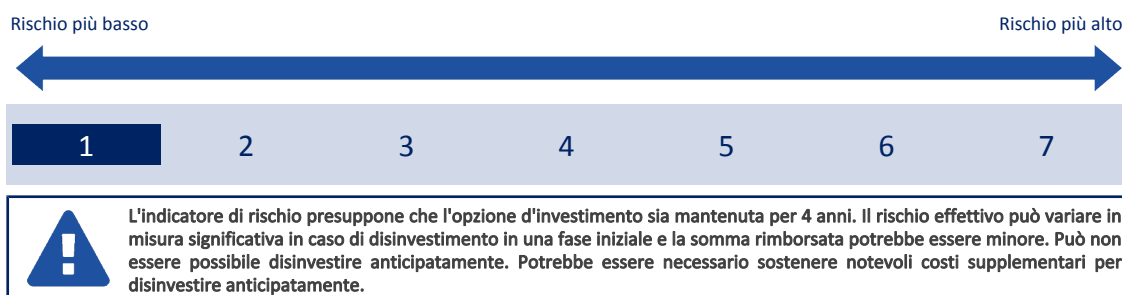 Rischio più basso Rischio più alto
1 2 3 4 5 6 7
L'indicatore di rischio presuppone che l'opzione d'investimento sia mantenuta per 4 anni. Il rischio effettivo può variare in
misura significativa in caso di disinvestimento in una fase iniziale e la somma rimborsata potrebbe essere minore. Può non
essere possibile disinvestire anticipatamente. Potrebbe essere necessario sostenere notevoli costi supplementari per
disinvestire anticipatamente.